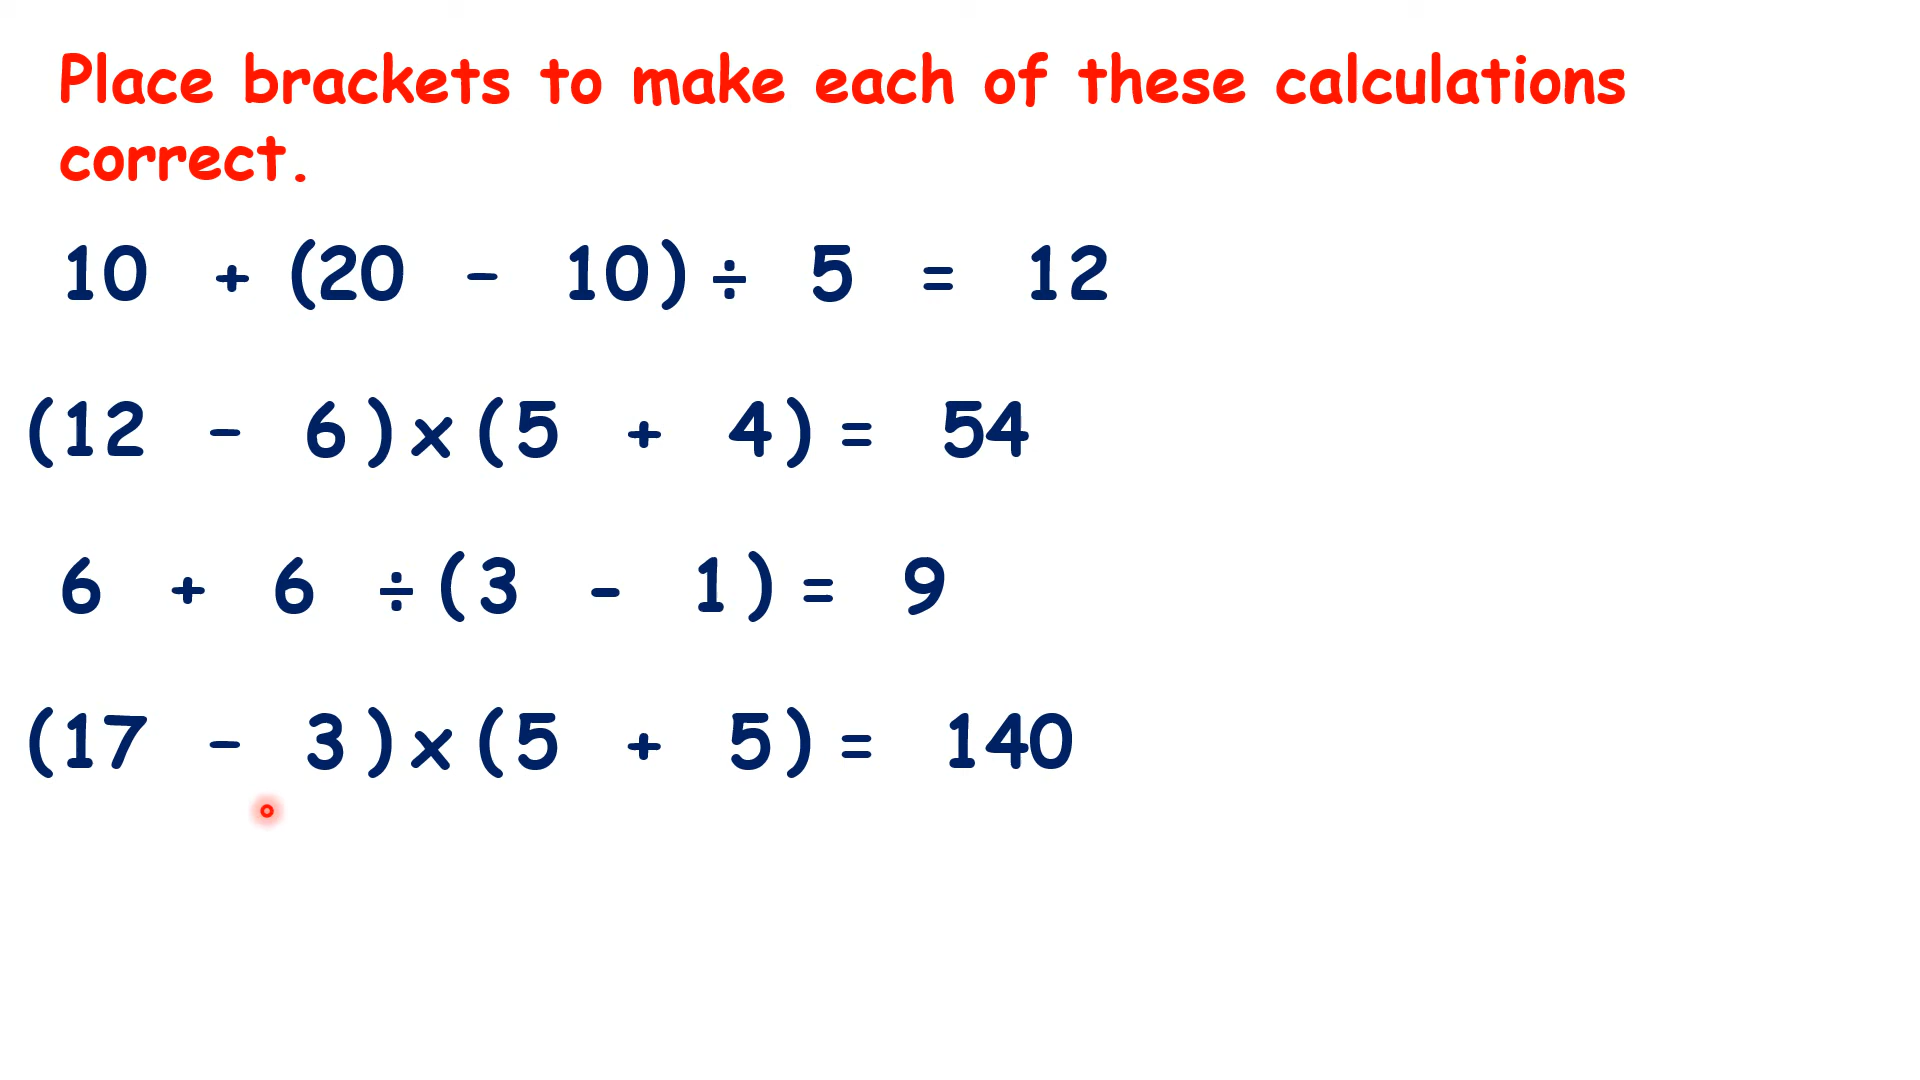 Place brackets to make each of these calculations
correct.
10 + (20 - 10) ÷ 5 = 12
(12 - 6) x (5 + 4) = 54
6 + 6 ÷ (3 - 1) = 9
(17 - 3) x (5 + 5) = 140